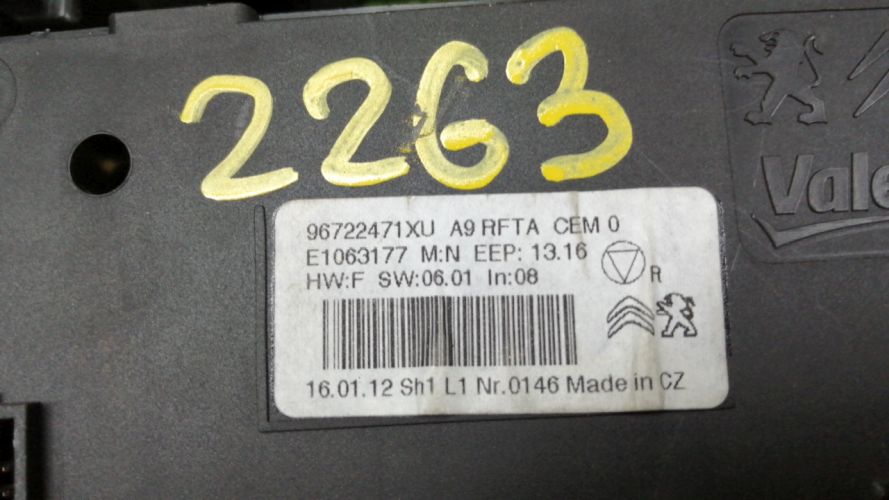 2263
Vale
96722471XU A9 RFTA CEM 0
E1063177 M:N EEP: 13.16
HW:F SW:06.01 In:08
R
16.01.12 Sh1 L1 Nr.0146 Made in CZ